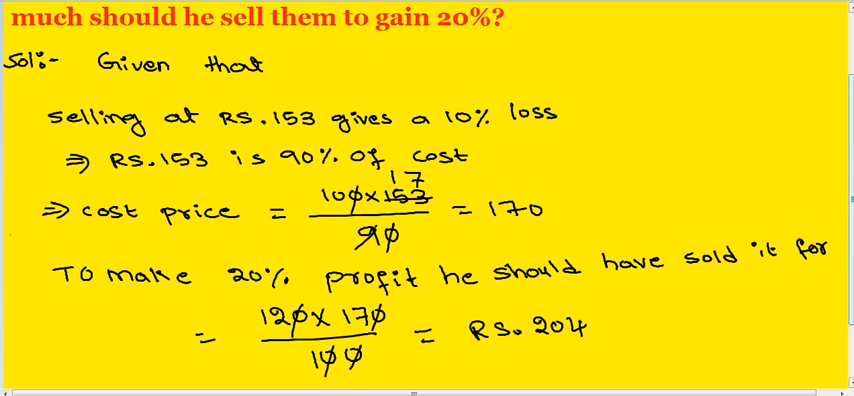 much should he sell them to gain 20%?
Sol:- Given that
Selling at RS.153 gives a 10% loss
⇒ RS.153 is 90% of cost
17
⇒ cost price = 100×153 / 90 = 170
To make 20% profit he should have sold it for
= 120×170 / 100 = RS. 204